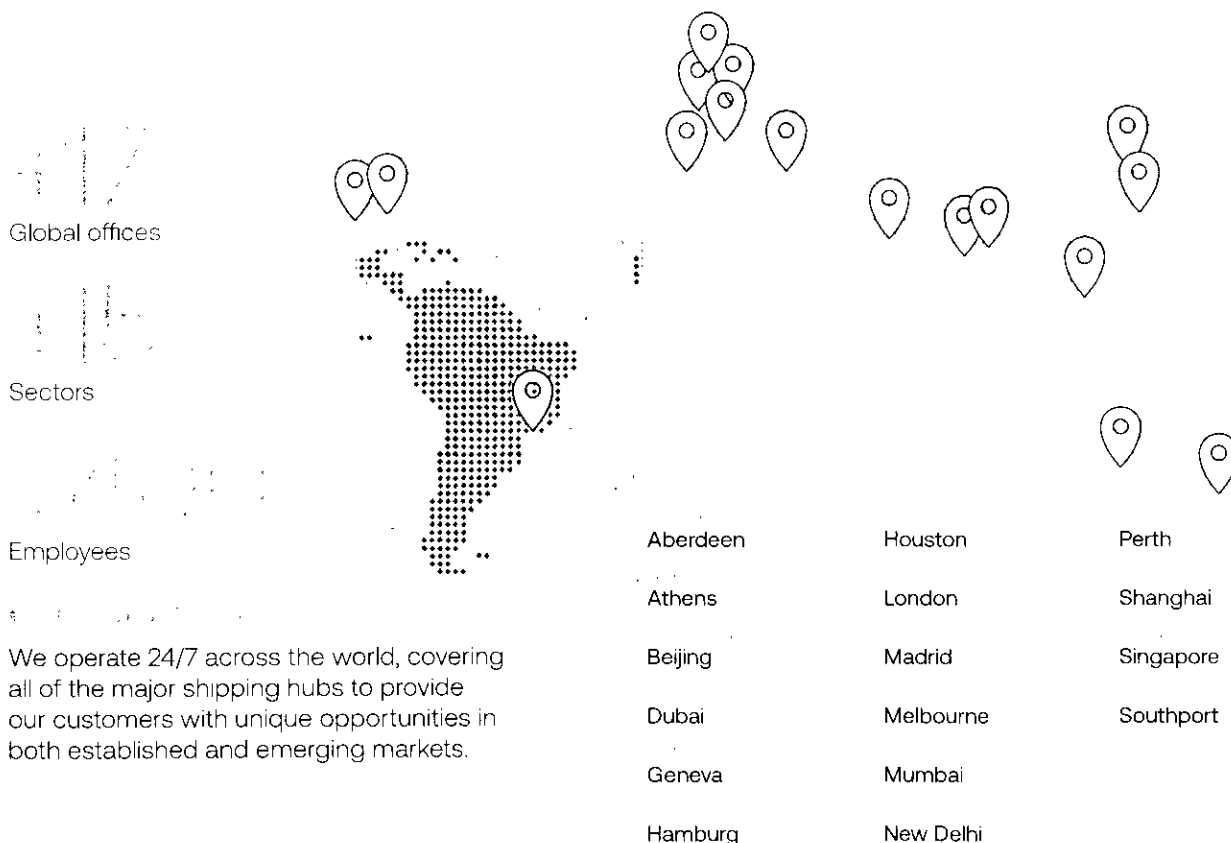 Global offices
Sectors
Employees
We operate 24/7 across the world, covering
all of the major shipping hubs to provide
our customers with unique opportunities in
both established and emerging markets.
Aberdeen
Athens
Beijing
Dubai
Geneva
Hamburg
Houston
London
Madrid
Melbourne
Mumbai
New Delhi
Perth
Shanghai
Singapore
Southport